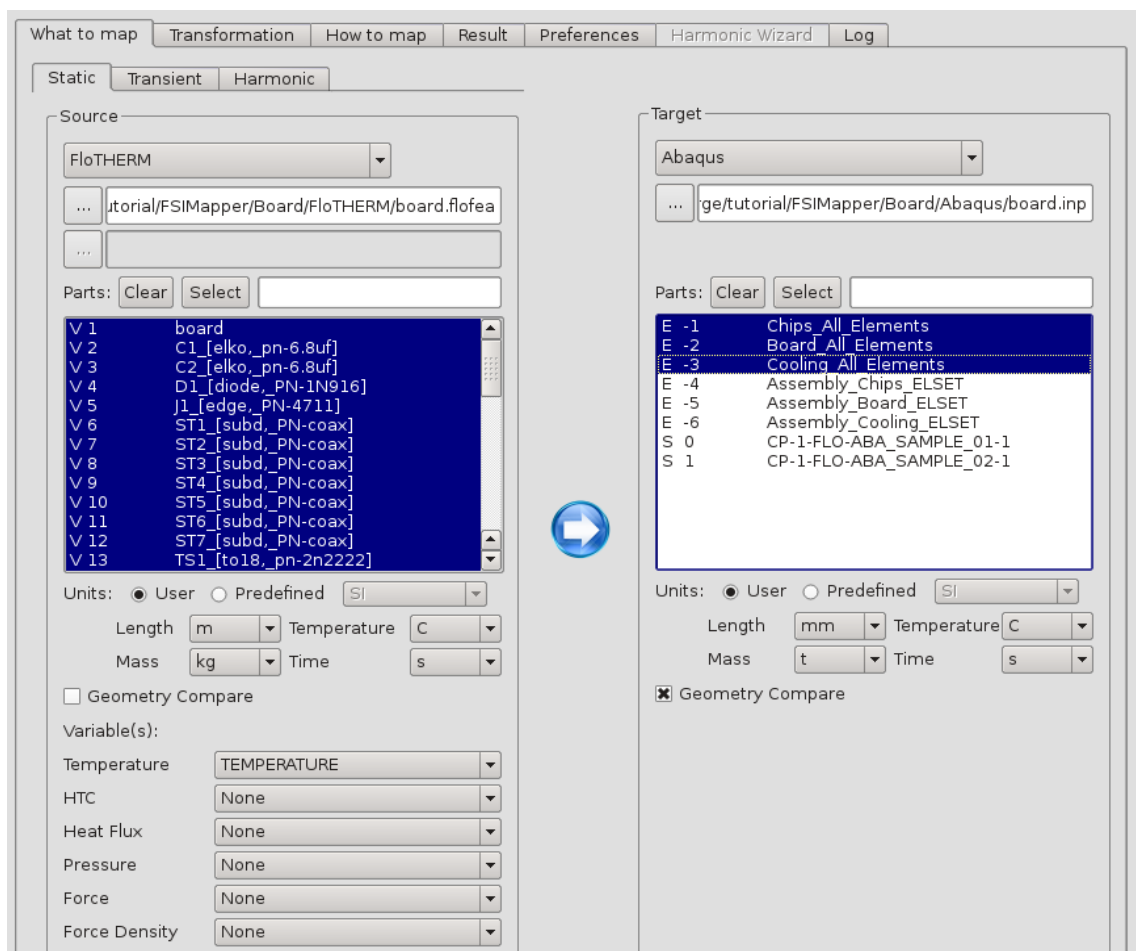 What to map Transformation How to map Result Preferences Harmonic Wizard Log
Static Transient Harmonic
Source
FloTHERM
... utorial/FSIMapper/Board/FloTHERM/board.flofea
...
Parts: Clear Select
V 1 board
V 2 C1_[elko,_pn-6.8uf]
V 3 C2_[elko,_pn-6.8uf]
V 4 D1_[diode,_PN-1N916]
V 5 J1_[edge,_PN-4711]
V 6 ST1_[subd,_PN-coax]
V 7 ST2_[subd,_PN-coax]
V 8 ST3_[subd,_PN-coax]
V 9 ST4_[subd,_PN-coax]
V 10 ST5_[subd,_PN-coax]
V 11 ST6_[subd,_PN-coax]
V 12 ST7_[subd,_PN-coax]
V 13 TS1_[to18,_pn-2n2222]
Units: User Predefined SI
Length m Temperature C
Mass kg Time s
Geometry Compare
Variable(s):
Temperature TEMPERATURE
HTC None
Heat Flux None
Pressure None
Force None
Force Density None
Target
Abaqus
... rge/tutorial/FSIMapper/Board/Abaqus/board.inp
Parts: Clear Select
E -1 Chips_All_Elements
E -2 Board_All_Elements
E -3 Cooling_All_Elements
E -4 Assembly_Chips_ELSET
E -5 Assembly_Board_ELSET
E -6 Assembly_Cooling_ELSET
S 0 CP-1-FLO-ABA_SAMPLE_01-1
S 1 CP-1-FLO-ABA_SAMPLE_02-1
Units: User Predefined SI
Length mm Temperature C
Mass t Time s
Geometry Compare